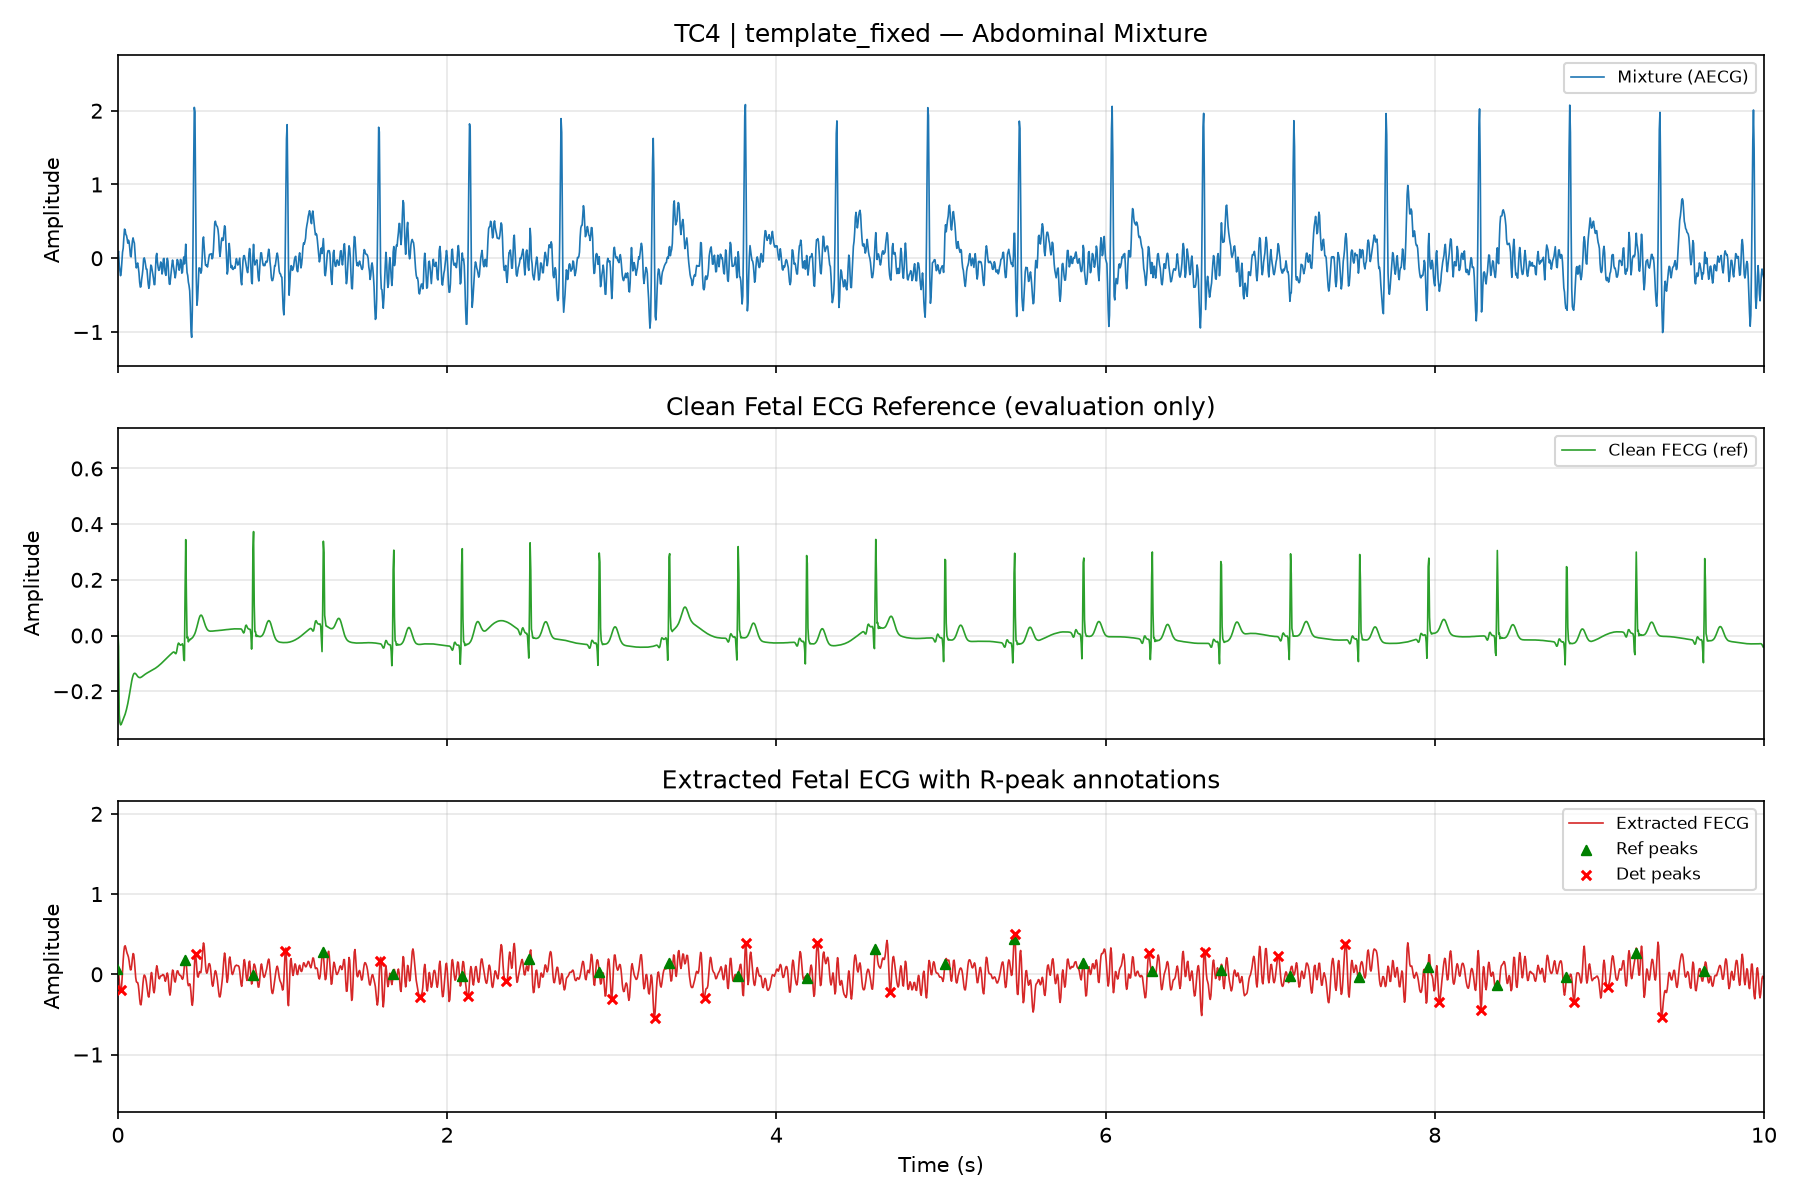 TC4 | template_fixed — Abdominal Mixture
Mixture (AECG)
Amplitude
2
1
0
−1
Clean Fetal ECG Reference (evaluation only)
Clean FECG (ref)
Amplitude
0.6
0.4
0.2
0.0
−0.2
Extracted Fetal ECG with R-peak annotations
Extracted FECG
Ref peaks
Det peaks
Amplitude
2
1
0
−1
0 2 4 6 8 10
Time (s)